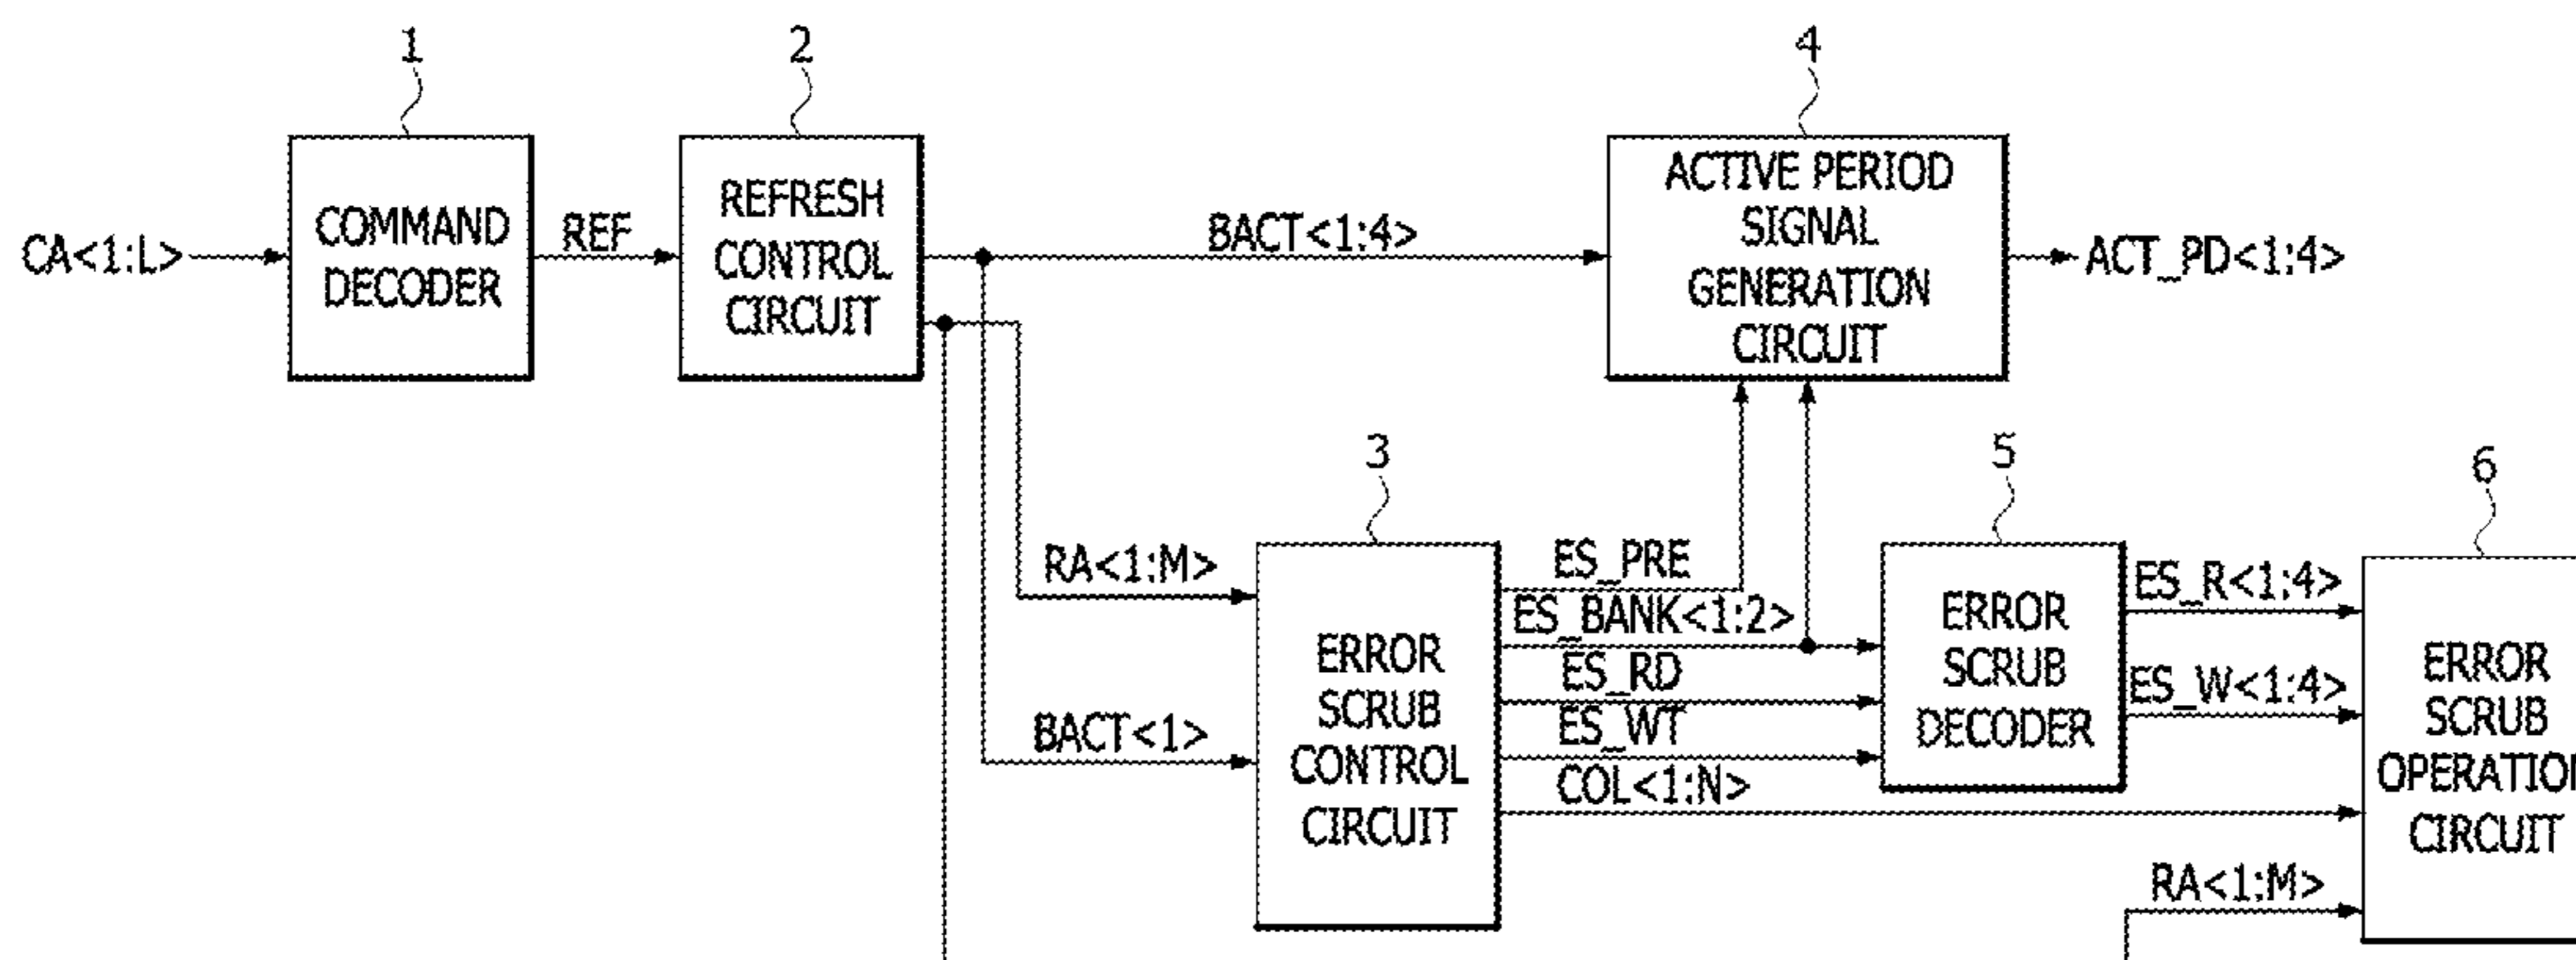 1
2
4
COMMAND
DECODER
REFRESH
CONTROL
CIRCUIT
ACTIVE PERIOD
SIGNAL
GENERATION
CIRCUIT
CA<1:L>
REF
BACT<1:4>
ACT_PD<1:4>
3
5
6
RA<1:M>
BACT<1>
ERROR
SCRUB
CONTROL
CIRCUIT
ES_PRE
ES_BANK<1:2>
ES_RD
ES_WT
COL<1:N>
ERROR
SCRUB
DECODER
ES_R<1:4>
ES_W<1:4>
RA<1:M>
ERROR
SCRUB
OPERATION
CIRCUIT